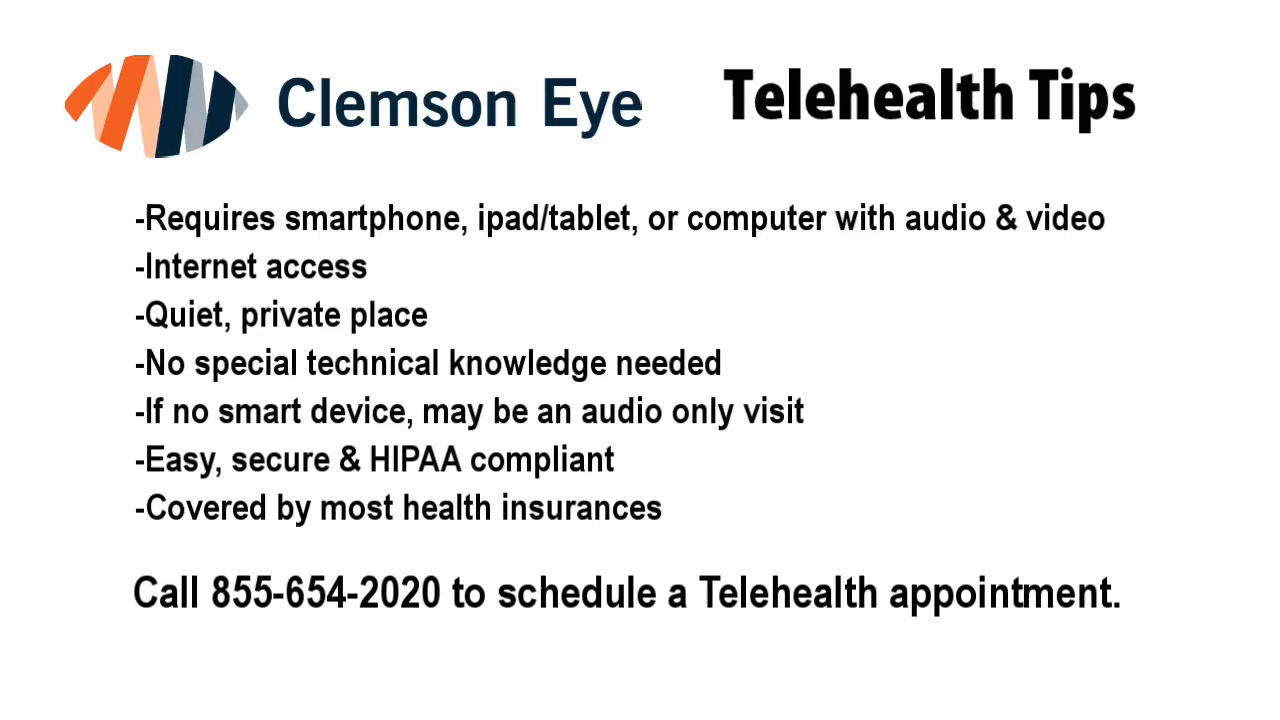 Clemson Eye Telehealth Tips
-Requires smartphone, ipad/tablet, or computer with audio & video
-Internet access
-Quiet, private place
-No special technical knowledge needed
-If no smart device, may be an audio only visit
-Easy, secure & HIPAA compliant
-Covered by most health insurances
Call 855-654-2020 to schedule a Telehealth appointment.